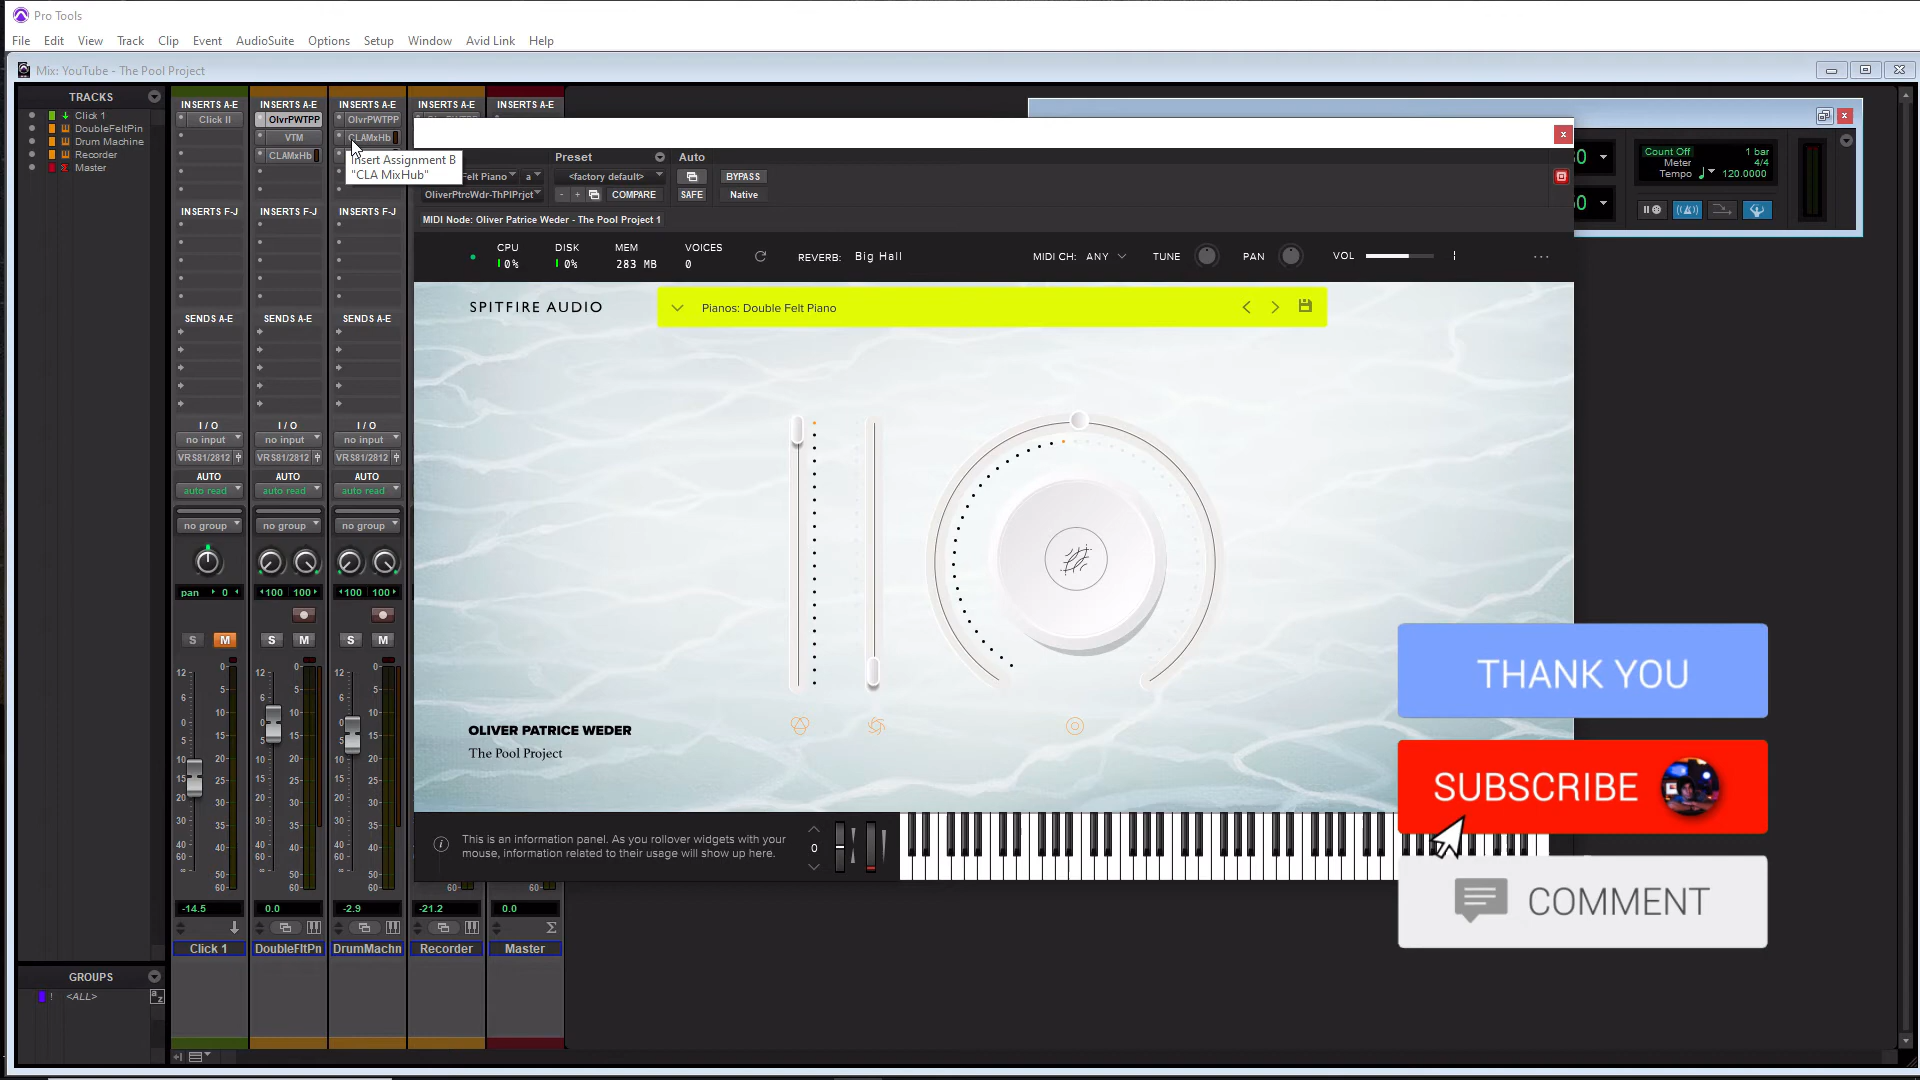 Pro Tools
File Edit View Track Clip Event AudioSuite Options Setup Window Avid Link Help
Mix: YouTube - The Pool Project
TRACKS
Click 1
DoubleFeltPin
Drum Machine
Recorder
Master
INSERTS A-E INSERTS A-E INSERTS A-E INSERTS A-E INSERTS A-E
Click II OlvrPWTPP OlvrPWTPP
VTM CLAMxHb
CLAMxHb
Insert Assignment B
"CLA MixHub"
INSERTS F-J INSERTS F-J INSERTS F-J
SENDS A-E SENDS A-E SENDS A-E
I / O I / O I / O
no input no input no input
VRS81/2812 VRS81/2812 VRS81/2812
AUTO AUTO AUTO
auto read auto read auto read
no group no group no group
pan 0 100 100 100 100
S M S M S M
-14.5 0.0 -2.9 -21.2 0.0
Click 1 DoubleFltPn DrumMachn Recorder Master
GROUPS
! <ALL>
a z
Preset Auto
Felt Piano a <factory default> BYPASS
OliverPtrcWdr-ThPlPrjct - + COMPARE SAFE Native
MIDI Node: Oliver Patrice Weder - The Pool Project 1
CPU DISK MEM VOICES
0% 0% 283 MB 0
REVERB: Big Hall
MIDI CH: ANY TUNE PAN VOL
SPITFIRE AUDIO
Pianos: Double Felt Piano
OLIVER PATRICE WEDER
The Pool Project
This is an information panel. As you rollover widgets with your
mouse, information related to their usage will show up here.
0
Count Off 1 bar
Meter 4/4
Tempo 120.0000
THANK YOU
SUBSCRIBE
COMMENT